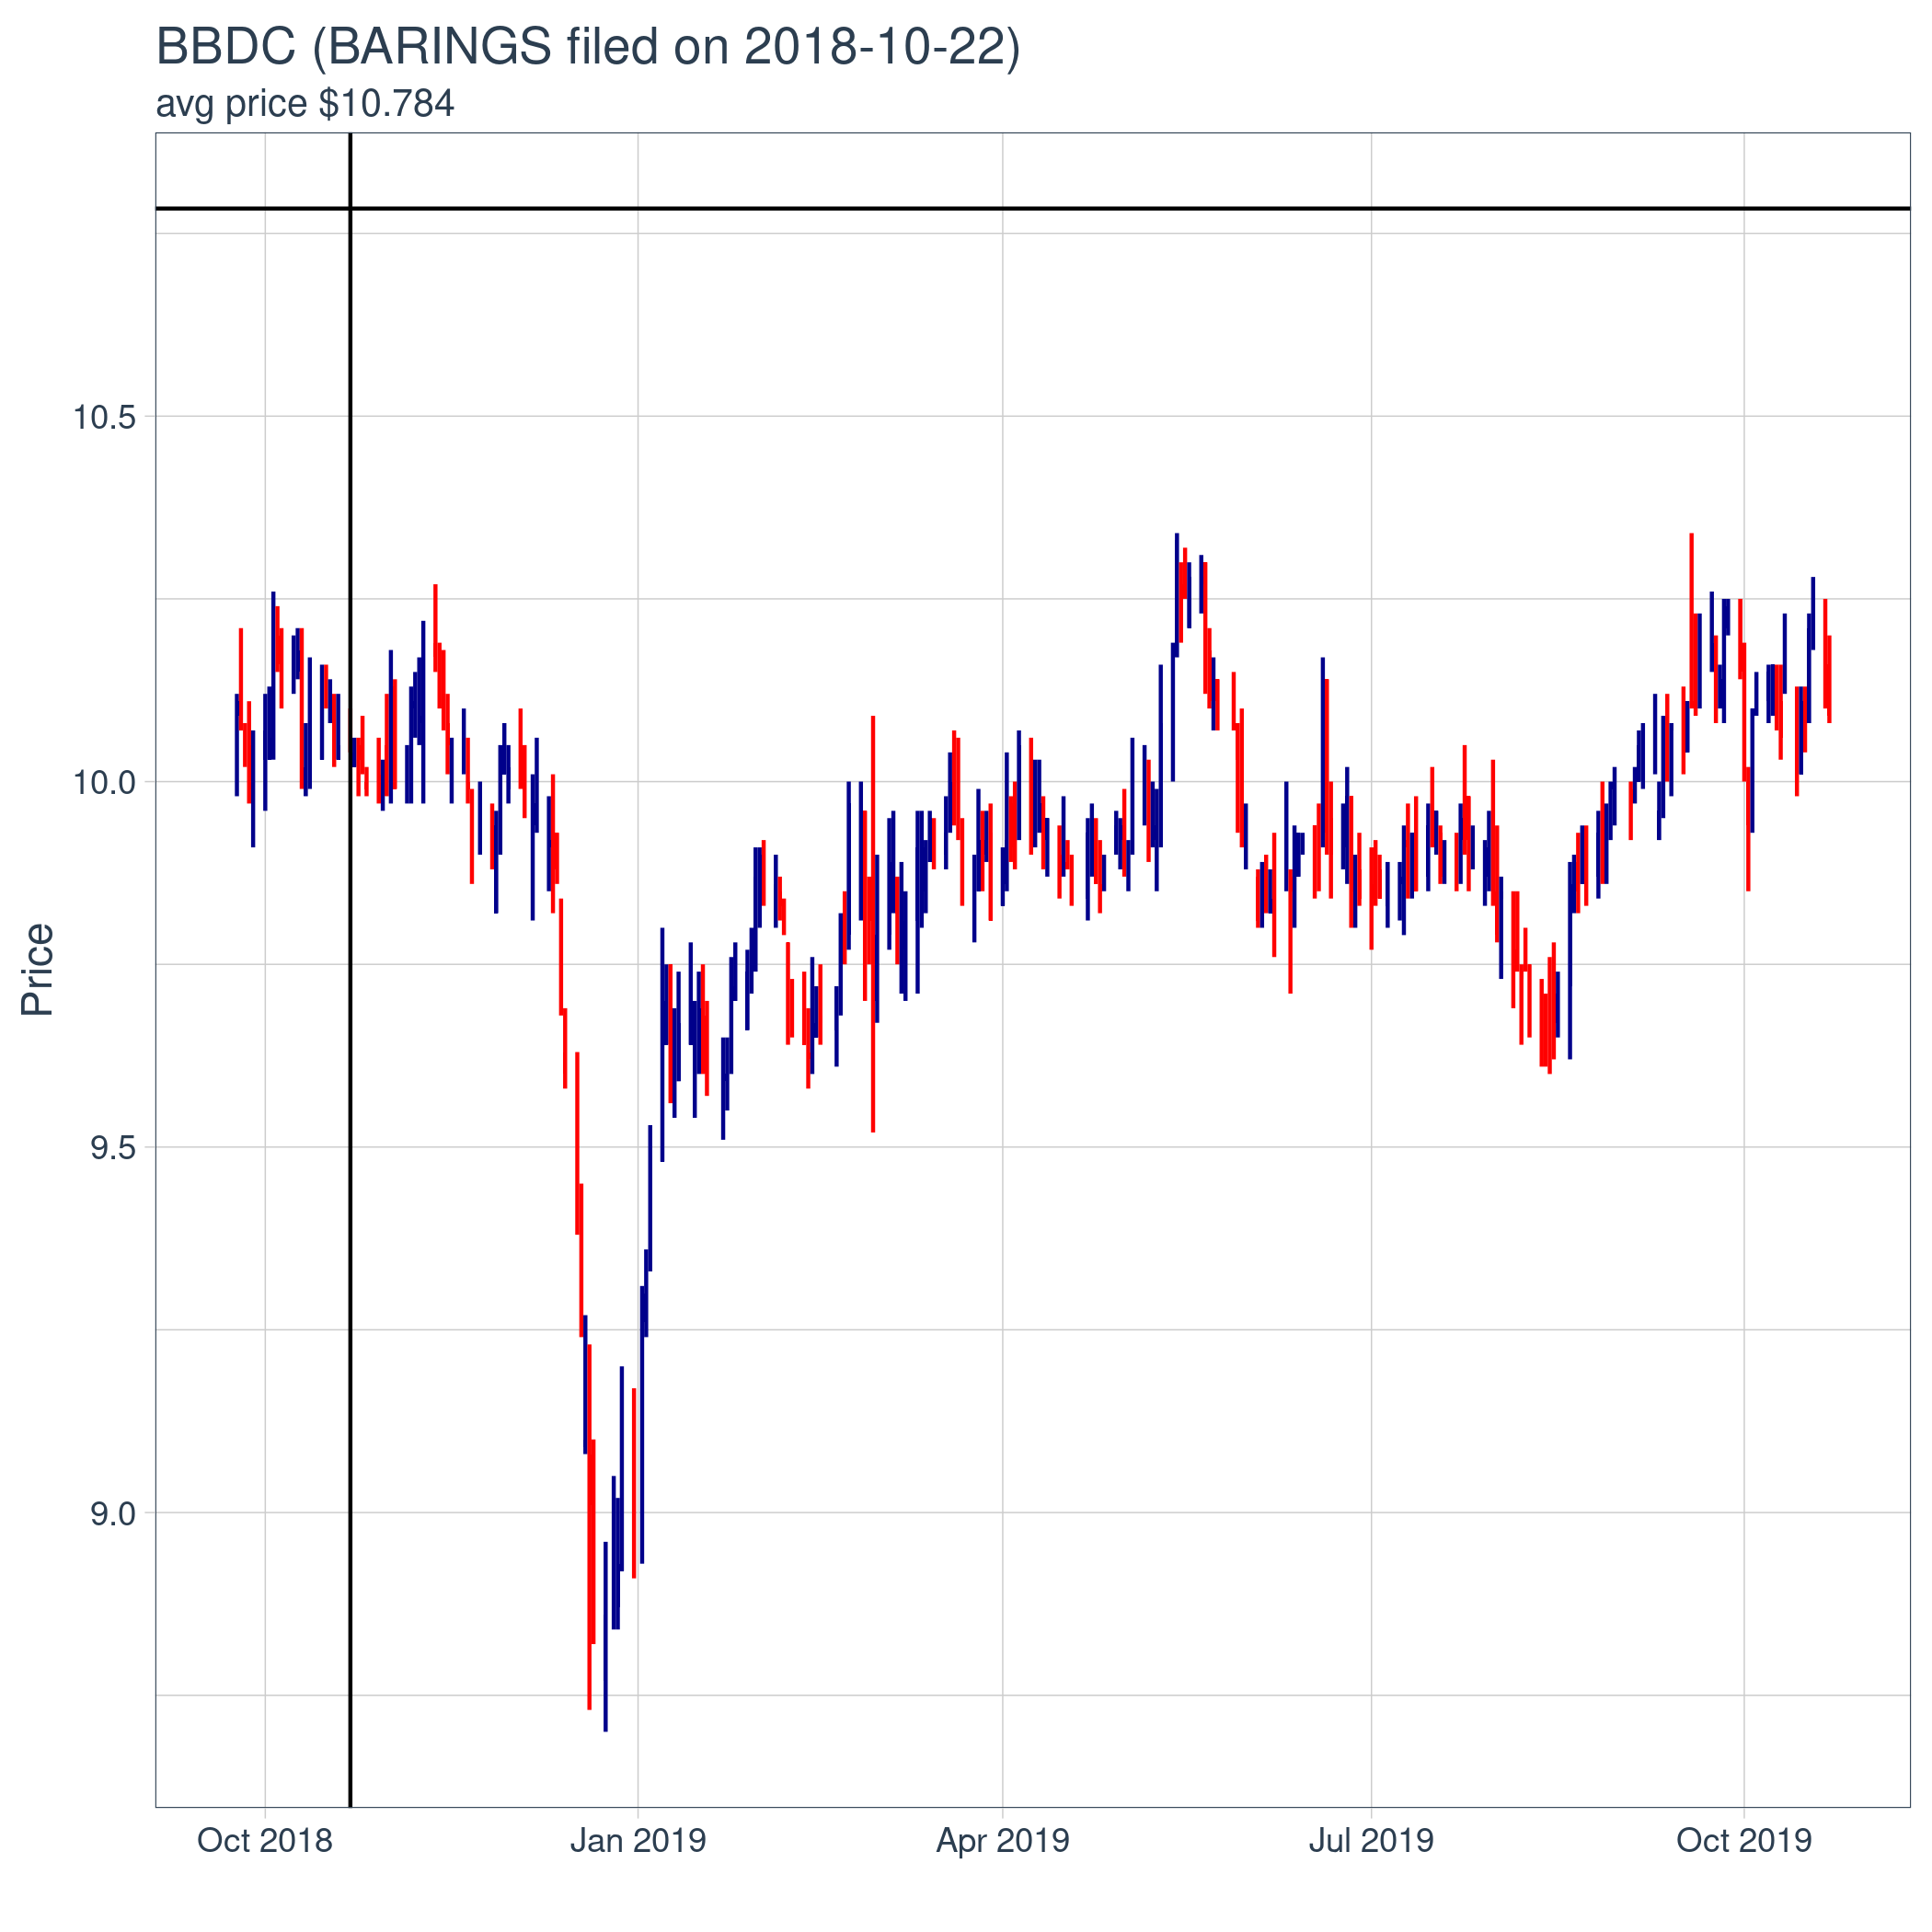 BBDC (BARINGS filed on 2018-10-22)
avg price $10.784
Price
10.5
10.0
9.5
9.0
Oct 2018
Jan 2019
Apr 2019
Jul 2019
Oct 2019